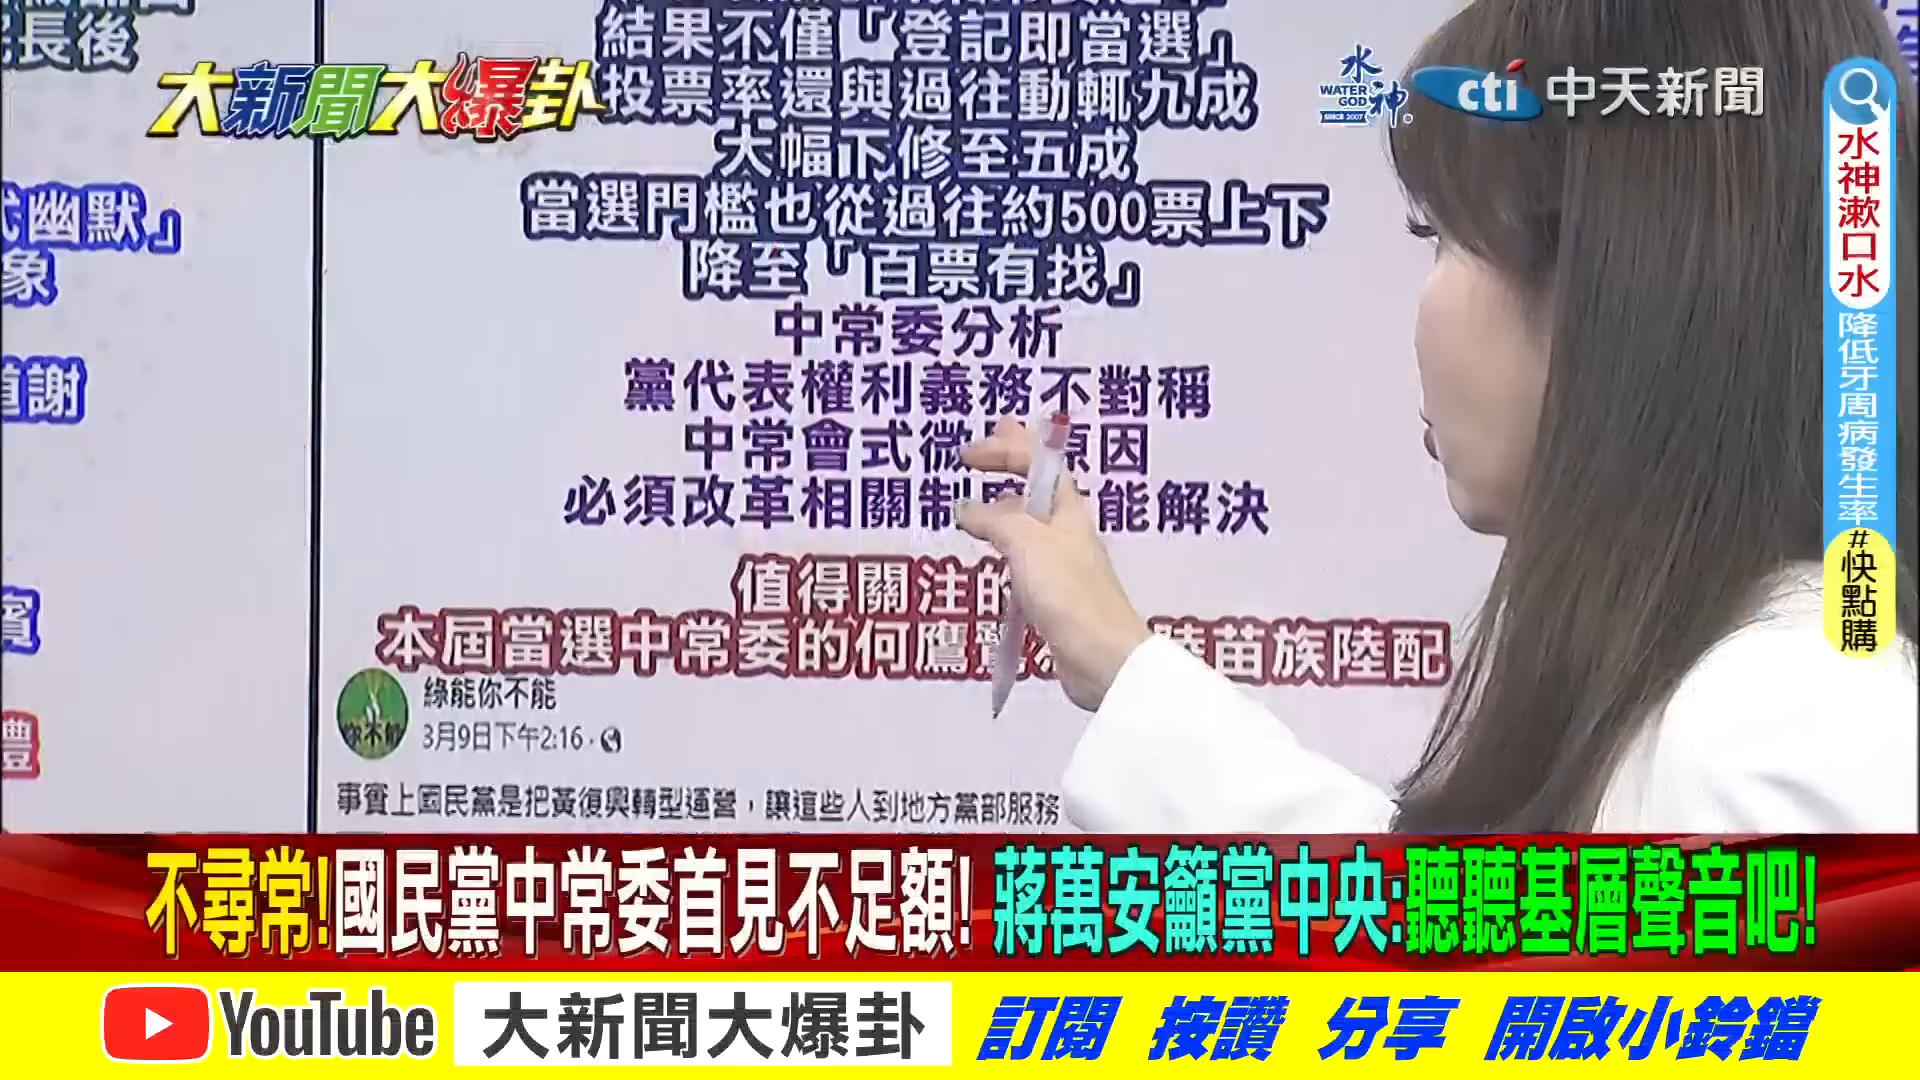 長後
式幽默」
象
道謝
賓
禮
大新聞大爆卦
結果不僅「登記即當選」
投票率還與過往動輒九成
大幅下修至五成
當選門檻也從過往約500票上下
降至「百票有找」
中常委分析
黨代表權利義務不對稱
中常會式微 原因
必須改革相關制 能解決
值得關注的
本屆當選中常委的何鷹鷺 苗族陸配
綠能你不能
3月9日下午2:16
事實上國民黨是把黃復興轉型運營,讓這些人到地方黨部服務
水神
WATER GOD
SINCE 2007
cti 中天新聞
水神漱口水
降低牙周病發生率
#快點購
不尋常!國民黨中常委首見不足額! 蔣萬安籲黨中央:聽聽基層聲音吧!
YouTube 大新聞大爆卦 訂閱 按讚 分享 開啟小鈴鐺